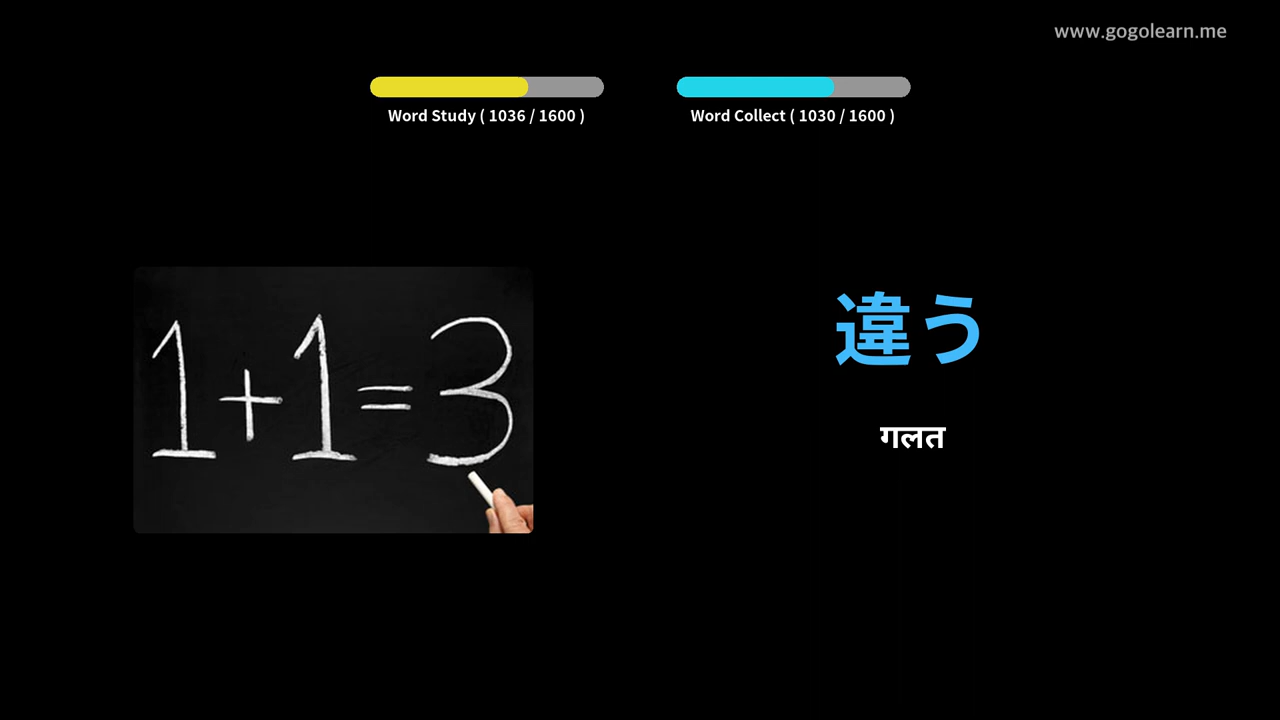 www.gogolearn.me
Word Study ( 1036 / 1600 )
Word Collect ( 1030 / 1600 )
1+1=3
違う
गलत